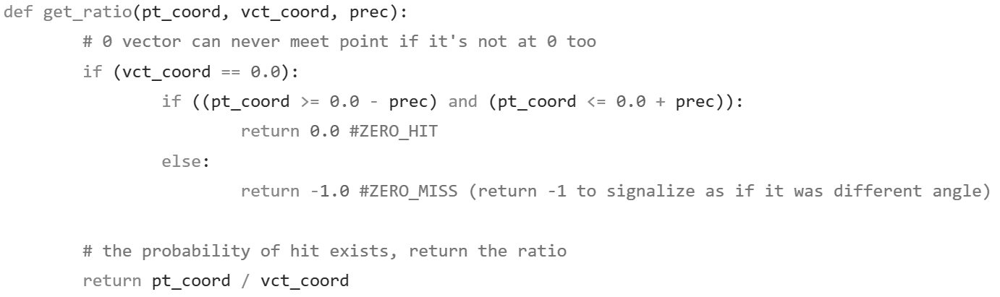 def get_ratio(pt_coord, vct_coord, prec):
# 0 vector can never meet point if it's not at 0 too
if (vct_coord == 0.0):
if ((pt_coord >= 0.0 - prec) and (pt_coord <= 0.0 + prec)):
return 0.0 #ZERO_HIT
else:
return -1.0 #ZERO_MISS (return -1 to signalize as if it was different angle)
# the probability of hit exists, return the ratio
return pt_coord / vct_coord